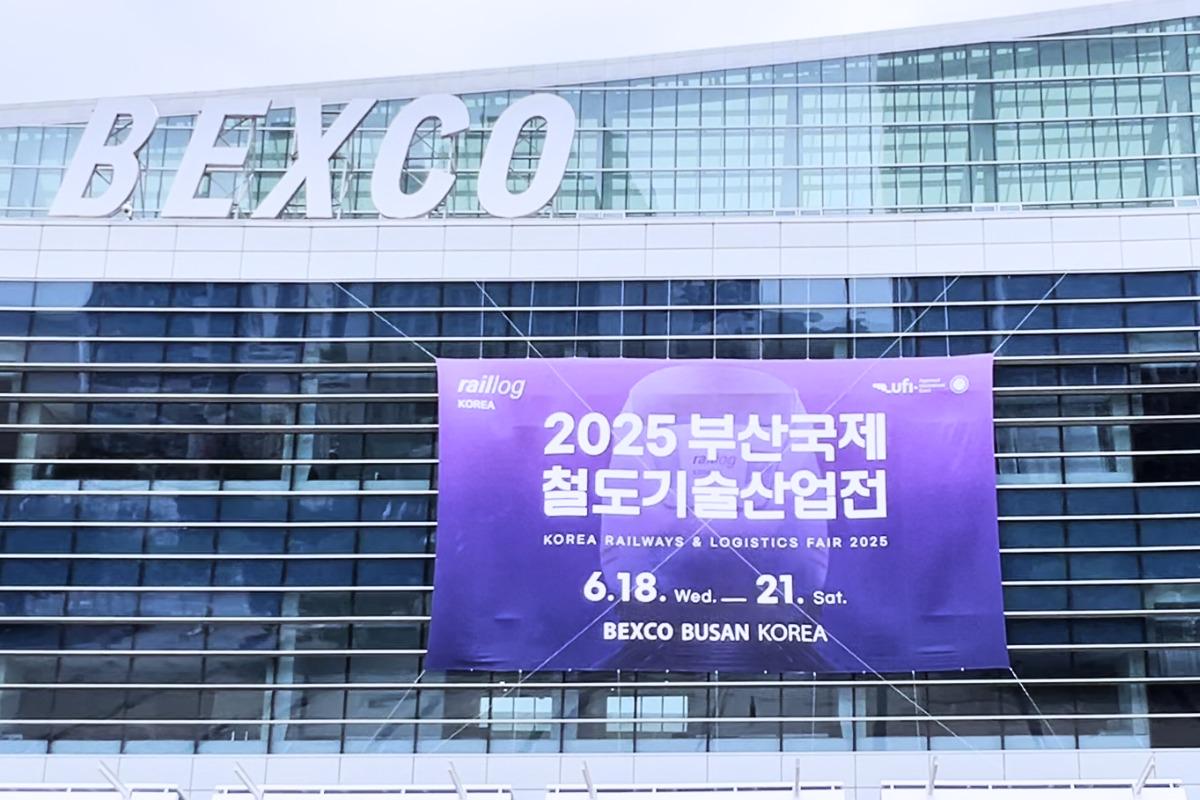 BEXCO
raillog
KOREA
ufi
2025 부산국제
철도기술산업전
KOREA RAILWAYS & LOGISTICS FAIR 2025
6.18. Wed. — 21. Sat.
BEXCO BUSAN KOREA